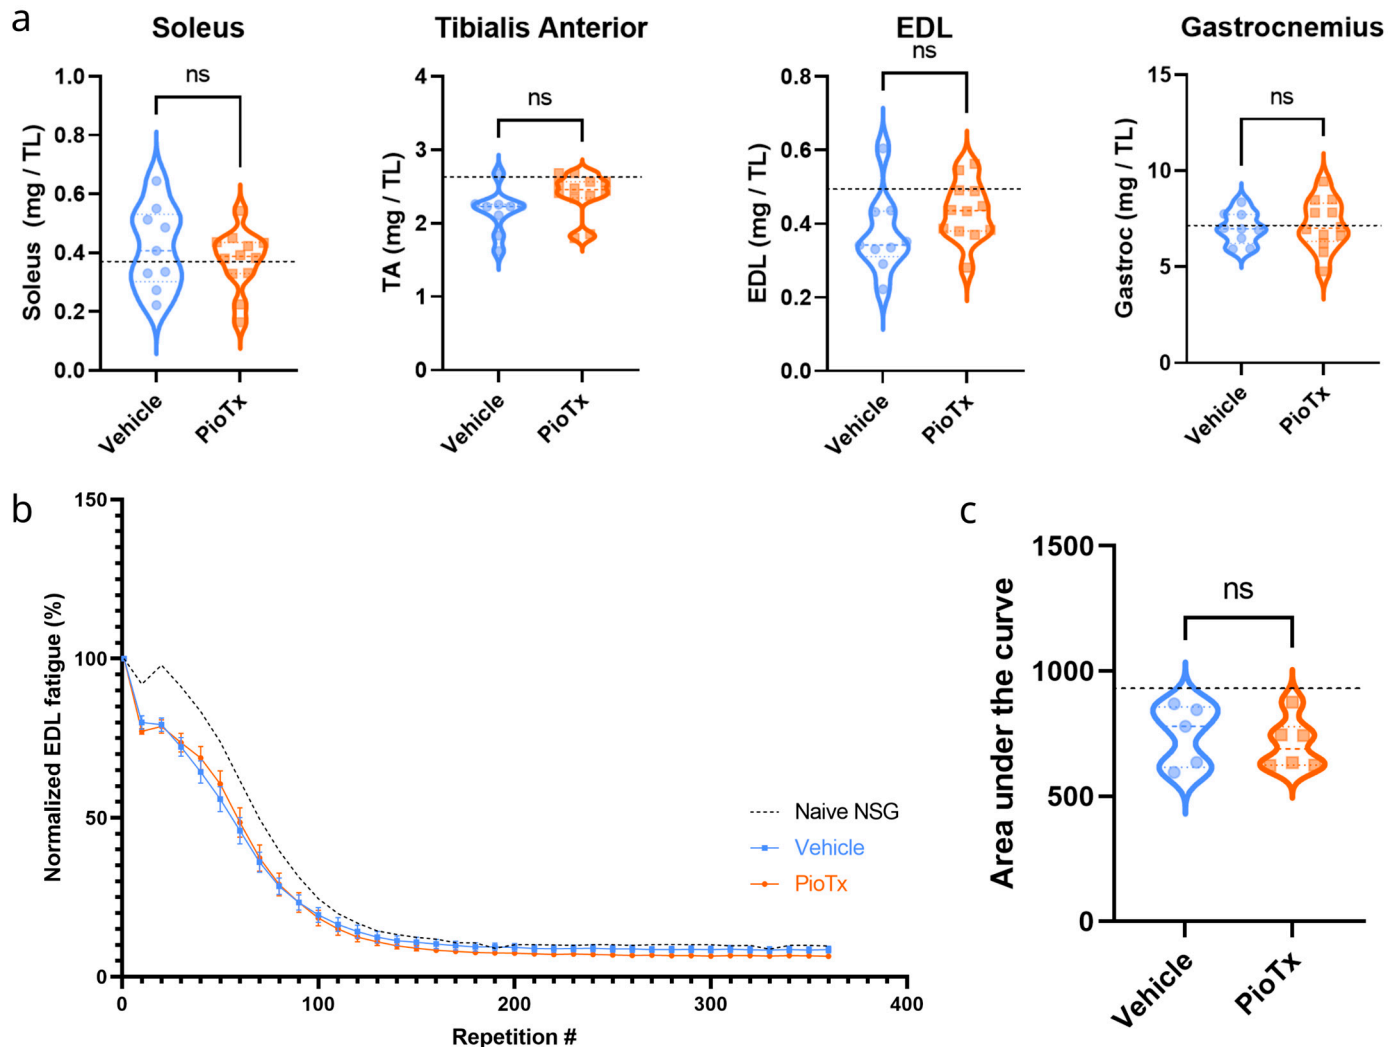 a
Soleus
Tibialis Anterior
EDL
Gastrocnemius
ns
ns
ns
ns
Soleus (mg / TL)
1.0
0.8
0.6
0.4
0.2
0.0
Vehicle
PioTx
TA (mg / TL)
4
3
2
1
0
Vehicle
PioTx
EDL (mg / TL)
0.8
0.6
0.4
0.2
0.0
Vehicle
PioTx
Gastroc (mg / TL)
15
10
5
0
Vehicle
PioTx
b
Normalized EDL fatigue (%)
150
100
50
0
0
100
200
300
400
Repetition #
Naive NSG
Vehicle
PioTx
c
Area under the curve
1500
1000
500
0
ns
Vehicle
PioTx